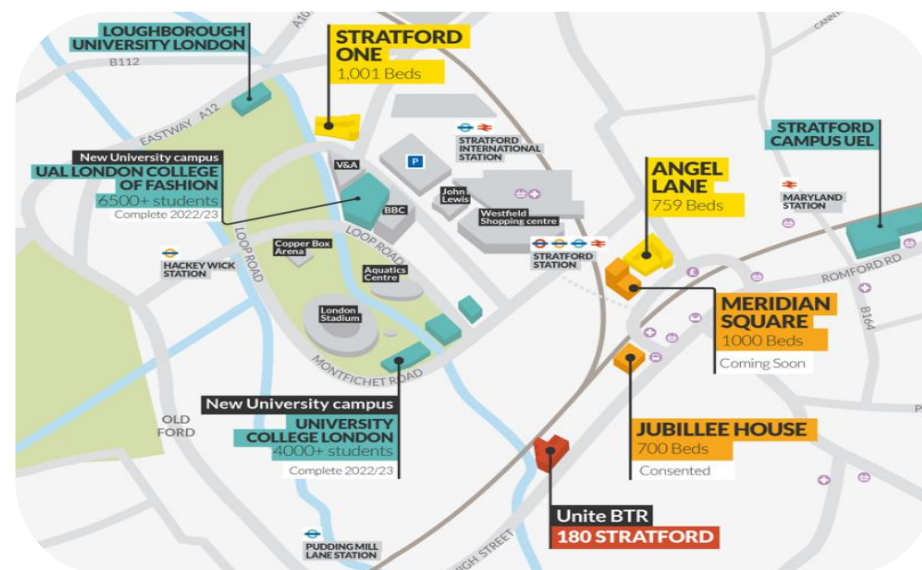 LOUGHBOROUGH
UNIVERSITY LONDON
B112
EASTWAY A12
STRATFORD
ONE
1,001 Beds
New University campus
UAL LONDON COLLEGE
OF FASHION
6500+ students
Complete 2022/23
V&A
P
STRATFORD
INTERNATIONAL
STATION
STRATFORD
CAMPUS UEL
ANGEL
LANE
759 Beds
MARYLAND
STATION
John
Lewis
BBC
Westfield
Shopping centre
LOOP ROAD
LOOP ROAD
Copper Box
Arena
HACKEY WICK
STATION
Aquatics
Centre
STRATFORD
STATION
ROMFORD RD
London
Stadium
MERIDIAN
SQUARE
1000 Beds
Coming Soon
B164
MONTFICHET ROAD
New University campus
UNIVERSITY
COLLEGE LONDON
4000+ students
Complete 2022/23
OLD
FORD
JUBILLEE HOUSE
700 Beds
Consented
Unite BTR
180 STRATFORD
PUDDING MILL
LANE STATION
HIGH STREET